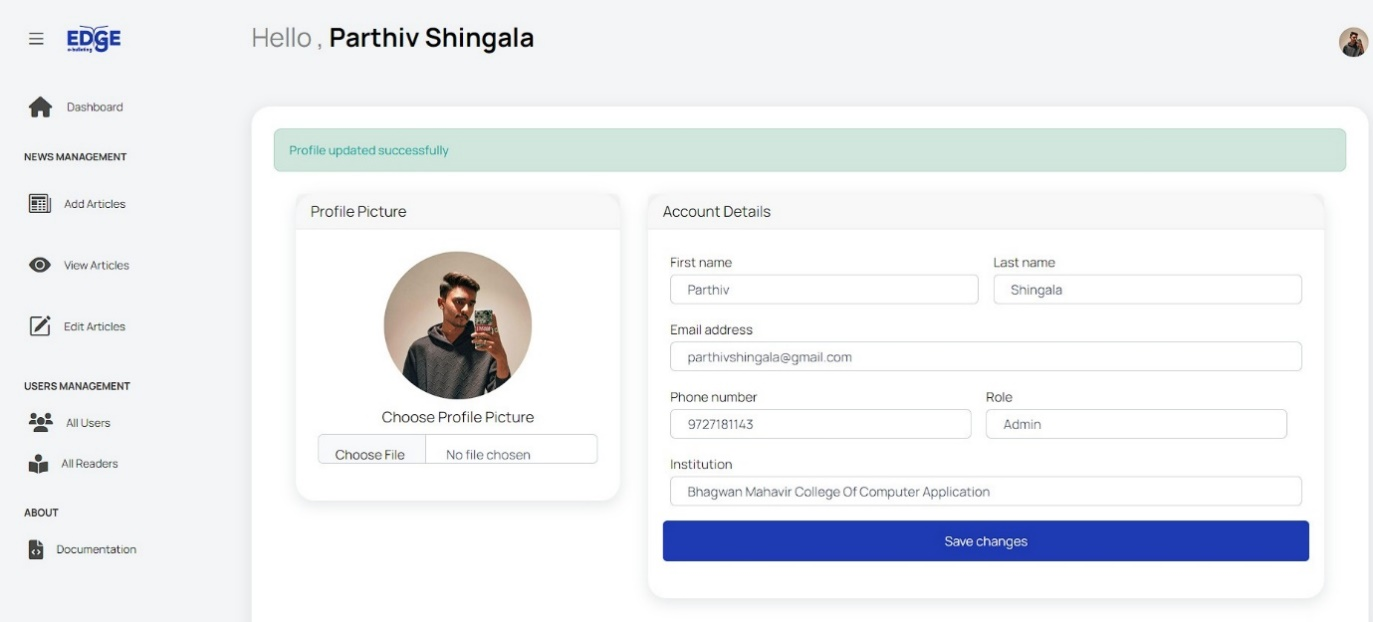 EDGE
e-bulleting
Hello , Parthiv Shingala
Dashboard
NEWS MANAGEMENT
Add Articles
View Articles
Edit Articles
USERS MANAGEMENT
All Users
All Readers
ABOUT
Documentation
Profile updated successfully
Profile Picture
Choose Profile Picture
Choose File No file chosen
Account Details
First name Last name
Parthiv Shingala
Email address
parthivshingala@gmail.com
Phone number Role
9727181143 Admin
Institution
Bhagwan Mahavir College Of Computer Application
Save changes